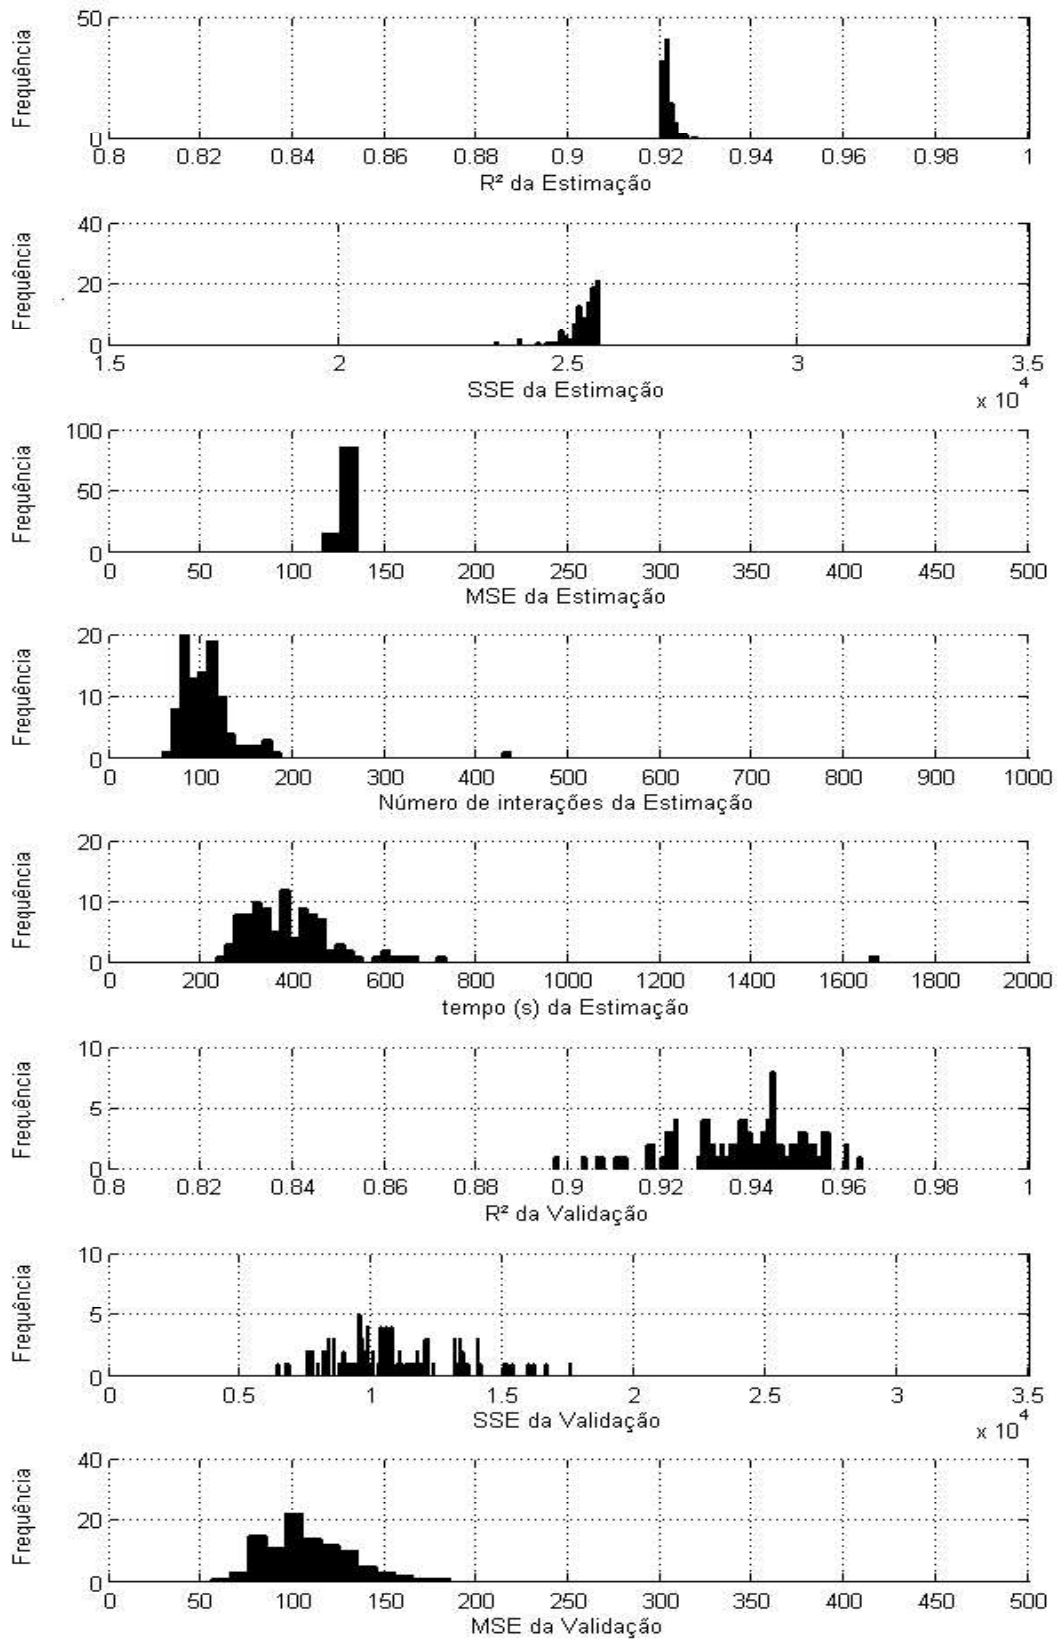 Frequência
50
0
0.8 0.82 0.84 0.86 0.88 0.9 0.92 0.94 0.96 0.98 1
R² da Estimação
Frequência
40
20
0
1.5 2 2.5 3 3.5
SSE da Estimação
x 10^4
Frequência
100
50
0
0 50 100 150 200 250 300 350 400 450 500
MSE da Estimação
Frequência
20
10
0
0 100 200 300 400 500 600 700 800 900 1000
Número de interações da Estimação
Frequência
20
10
0
0 200 400 600 800 1000 1200 1400 1600 1800 2000
tempo (s) da Estimação
Frequência
10
5
0
0.8 0.82 0.84 0.86 0.88 0.9 0.92 0.94 0.96 0.98 1
R² da Validação
Frequência
10
5
0
0 0.5 1 1.5 2 2.5 3 3.5
SSE da Validação
x 10^4
Frequência
40
20
0
0 50 100 150 200 250 300 350 400 450 500
MSE da Validação